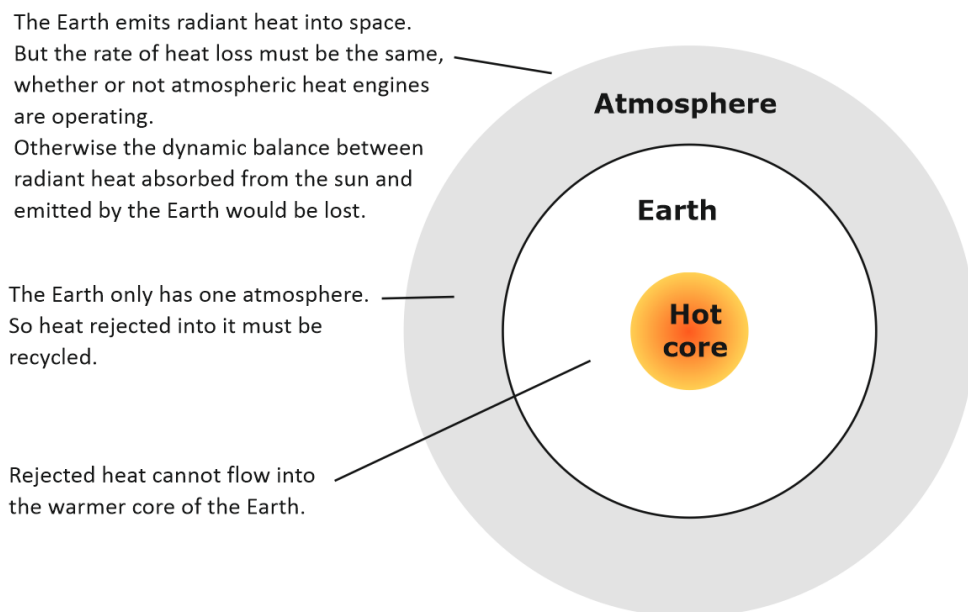 The Earth emits radiant heat into space.
But the rate of heat loss must be the same,
whether or not atmospheric heat engines
are operating.
Otherwise the dynamic balance between
radiant heat absorbed from the sun and
emitted by the Earth would be lost.
Atmosphere
Earth
The Earth only has one atmosphere.
So heat rejected into it must be
recycled.
Hot
core
Rejected heat cannot flow into
the warmer core of the Earth.